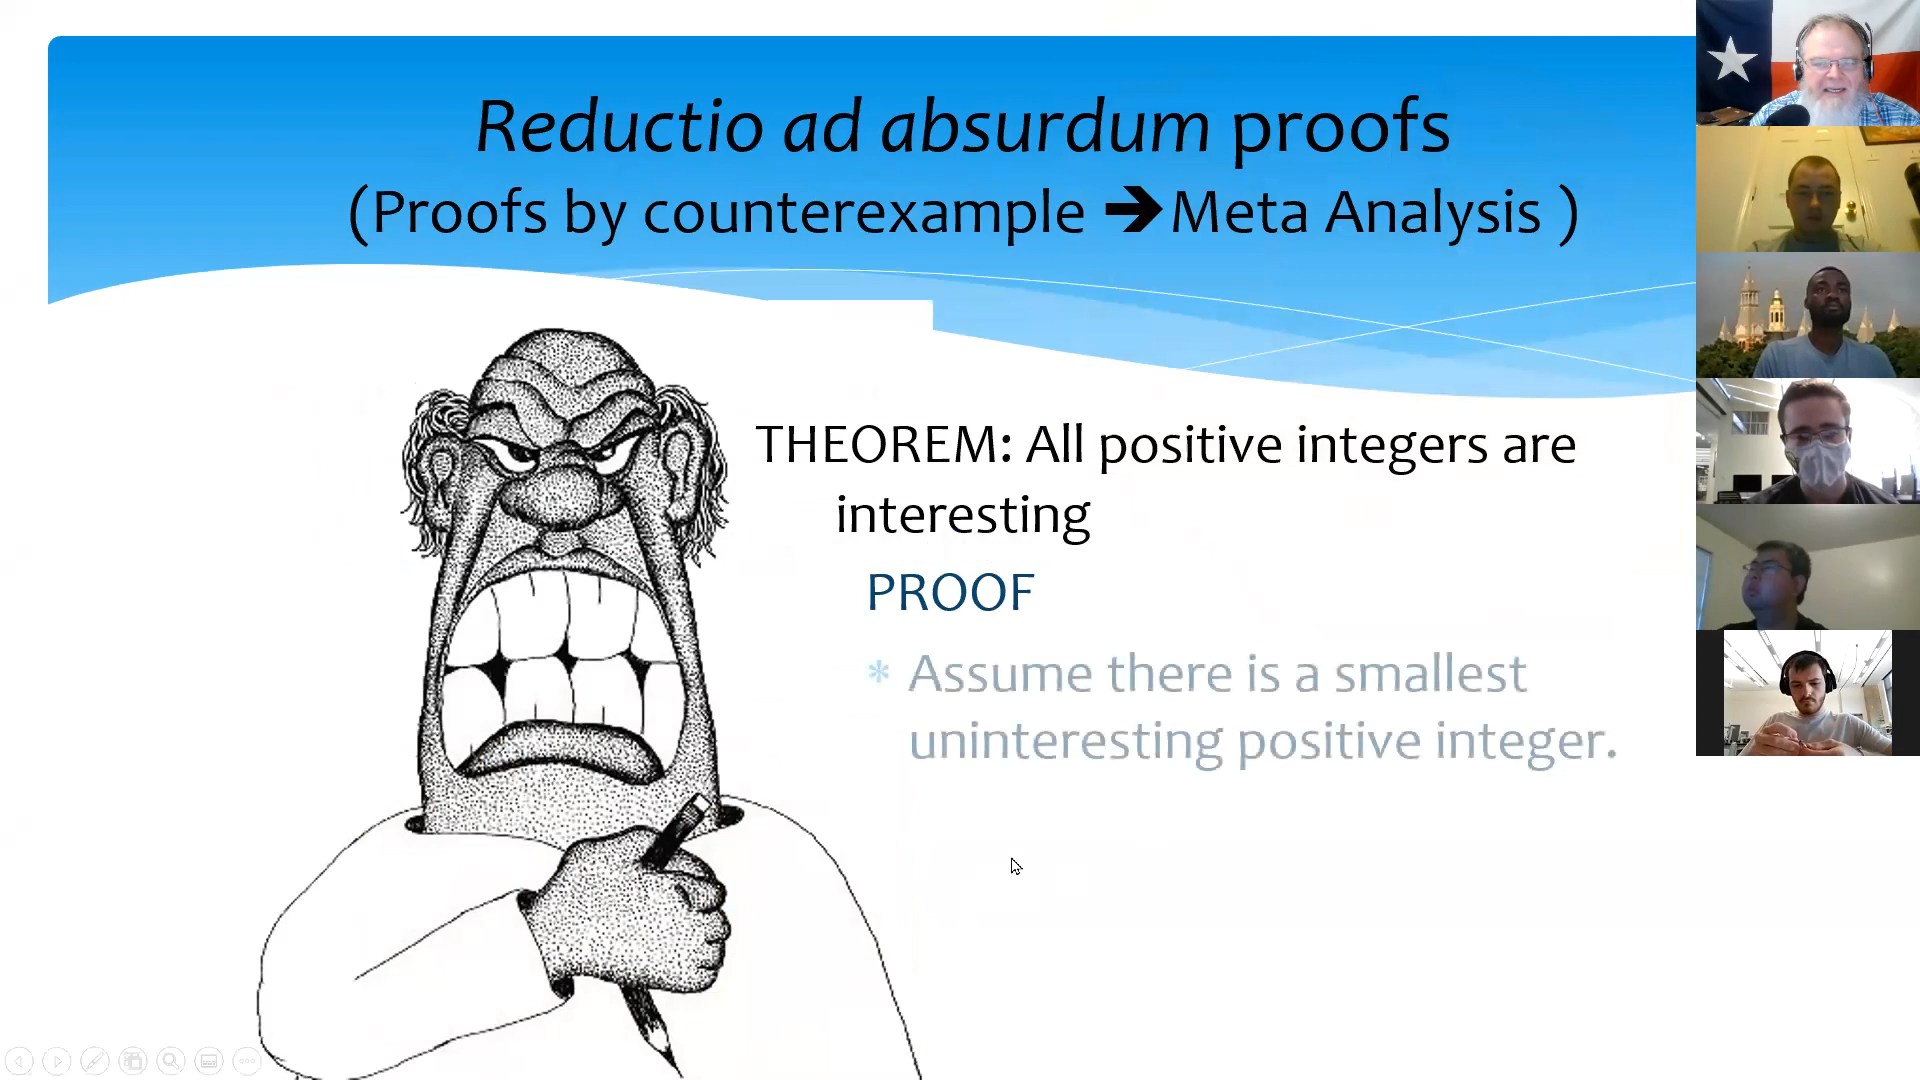 Reductio ad absurdum proofs
(Proofs by counterexample ➔Meta Analysis )
THEOREM: All positive integers are
interesting
PROOF
* Assume there is a smallest
uninteresting positive integer.